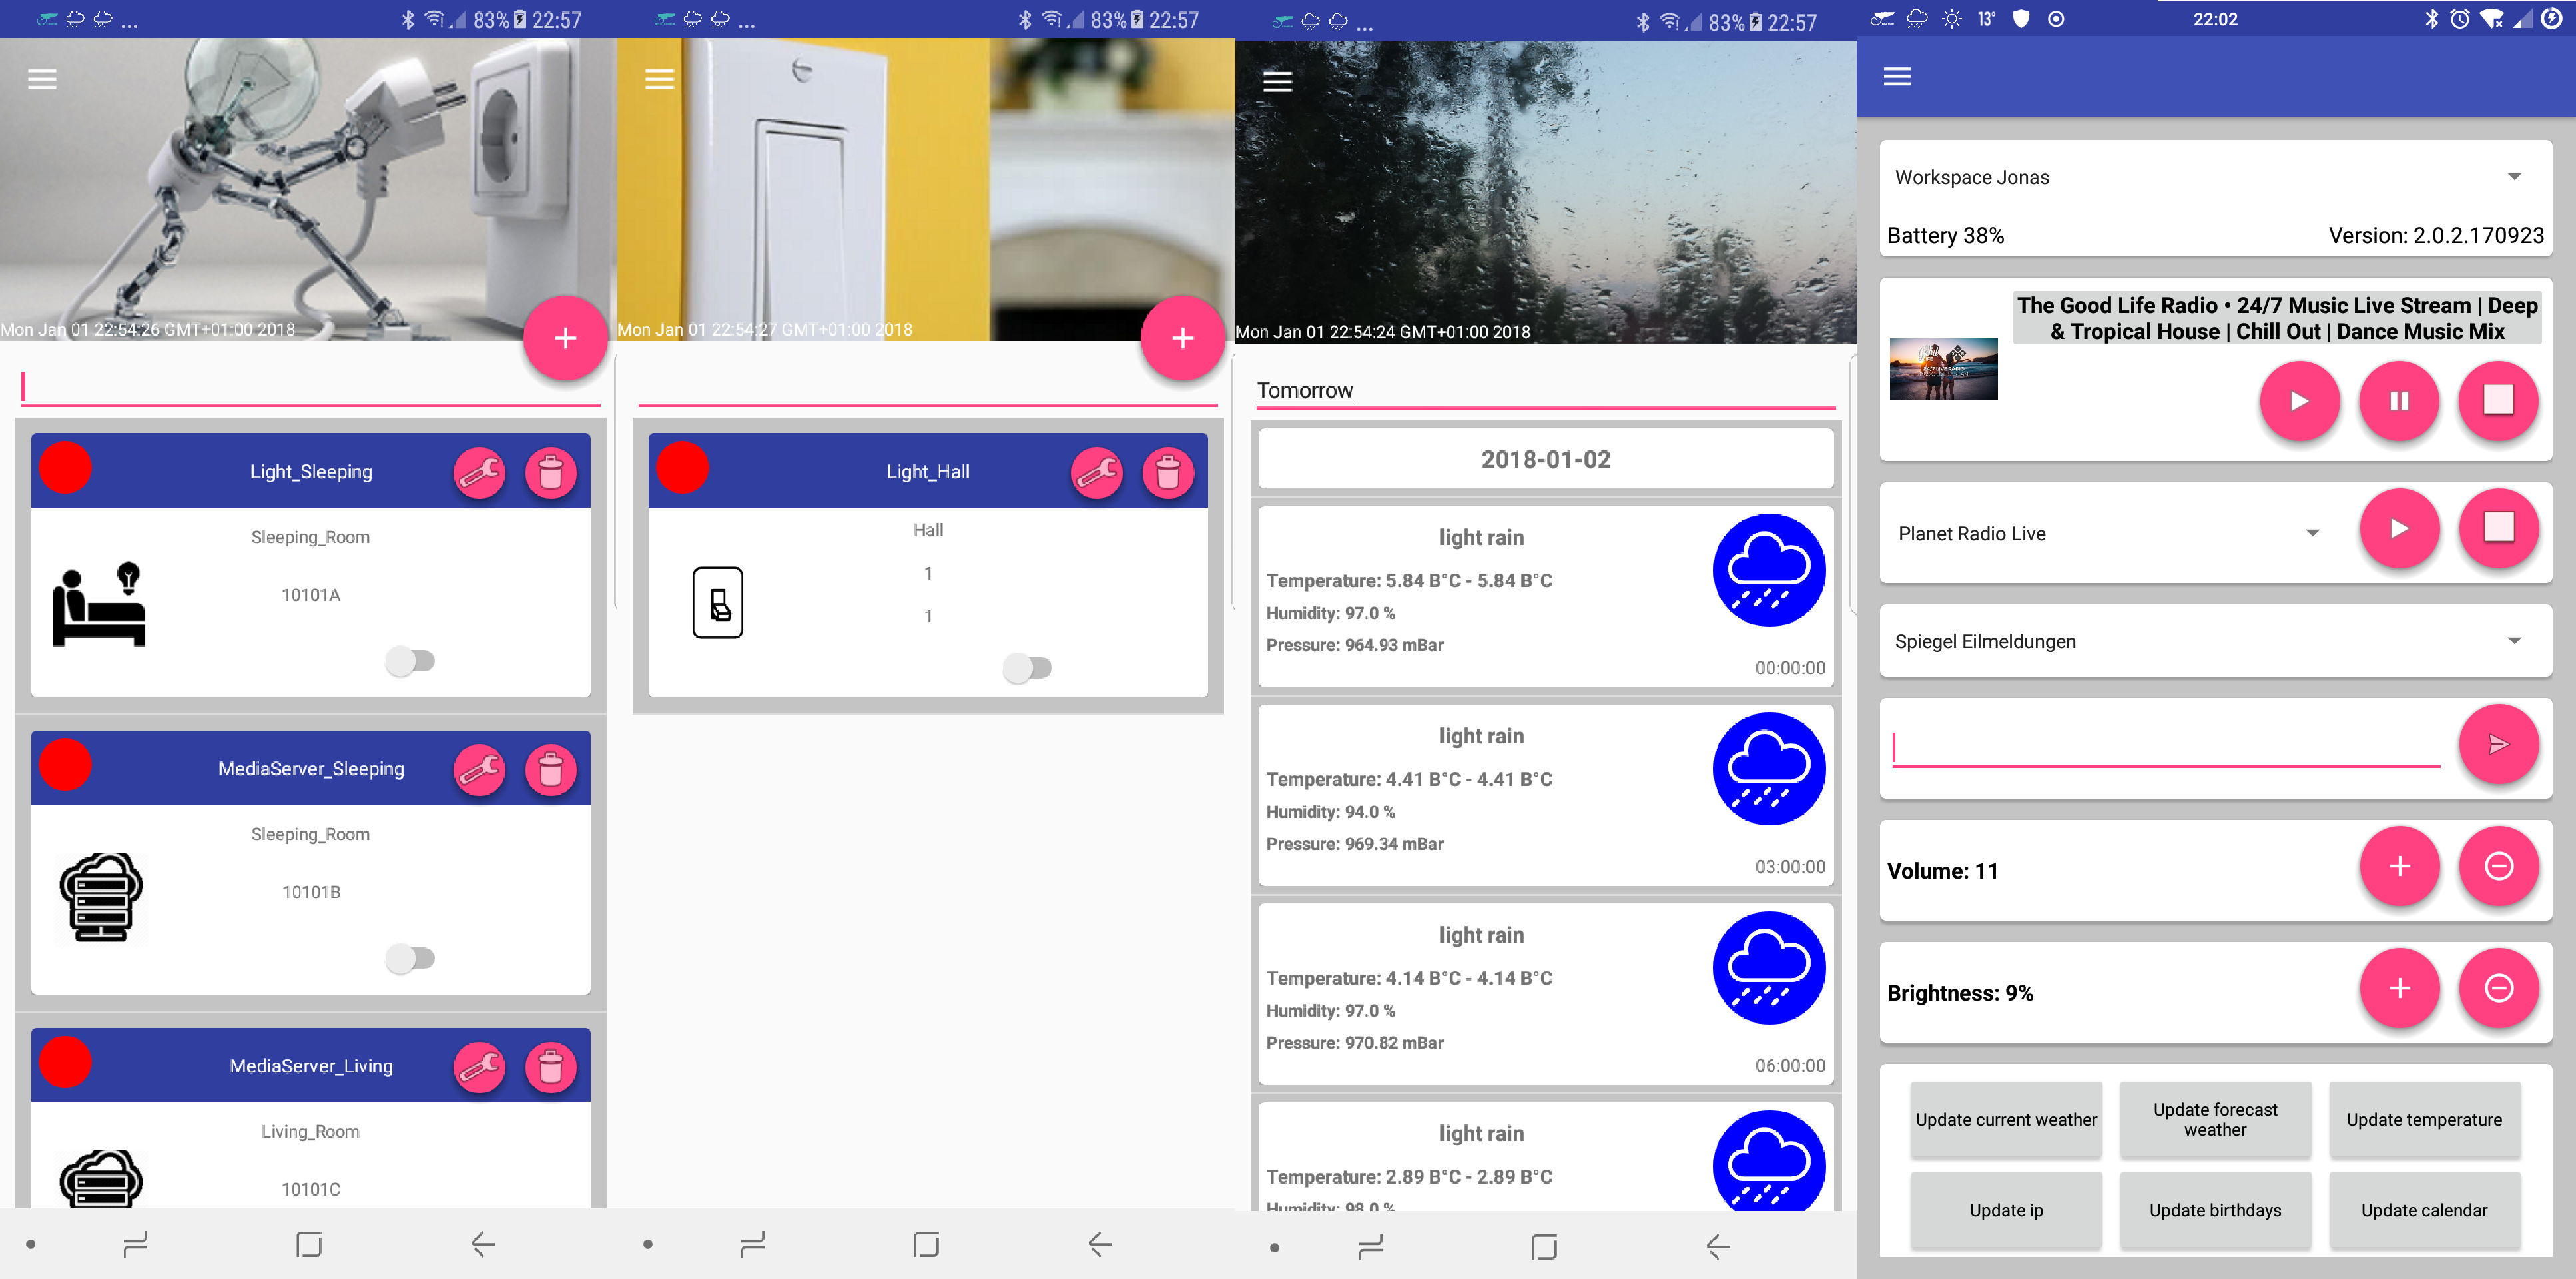 ... 83% 22:57
Mon Jan 01 22:54:26 GMT+01:00 2018
+
Light_Sleeping
Sleeping_Room
10101A
MediaServer_Sleeping
Sleeping_Room
10101B
MediaServer_Living
Living_Room
10101C
... 83% 22:57
Mon Jan 01 22:54:27 GMT+01:00 2018
+
Light_Hall
Hall
1
1
... 83% 22:57
Mon Jan 01 22:54:24 GMT+01:00 2018
Tomorrow
2018-01-02
light rain
Temperature: 5.84 B°C - 5.84 B°C
Humidity: 97.0 %
Pressure: 964.93 mBar
00:00:00
light rain
Temperature: 4.41 B°C - 4.41 B°C
Humidity: 94.0 %
Pressure: 969.34 mBar
03:00:00
light rain
Temperature: 4.14 B°C - 4.14 B°C
Humidity: 97.0 %
Pressure: 970.82 mBar
06:00:00
light rain
Temperature: 2.89 B°C - 2.89 B°C
Humidity: 98.0 %
13° 22:02
Workspace Jonas
Battery 38% Version: 2.0.2.170923
The Good Life Radio • 24/7 Music Live Stream | Deep
& Tropical House | Chill Out | Dance Music Mix
Planet Radio Live
Spiegel Eilmeldungen
Volume: 11
+
Brightness: 9%
+
Update current weather
Update forecast
weather
Update temperature
Update ip
Update birthdays
Update calendar